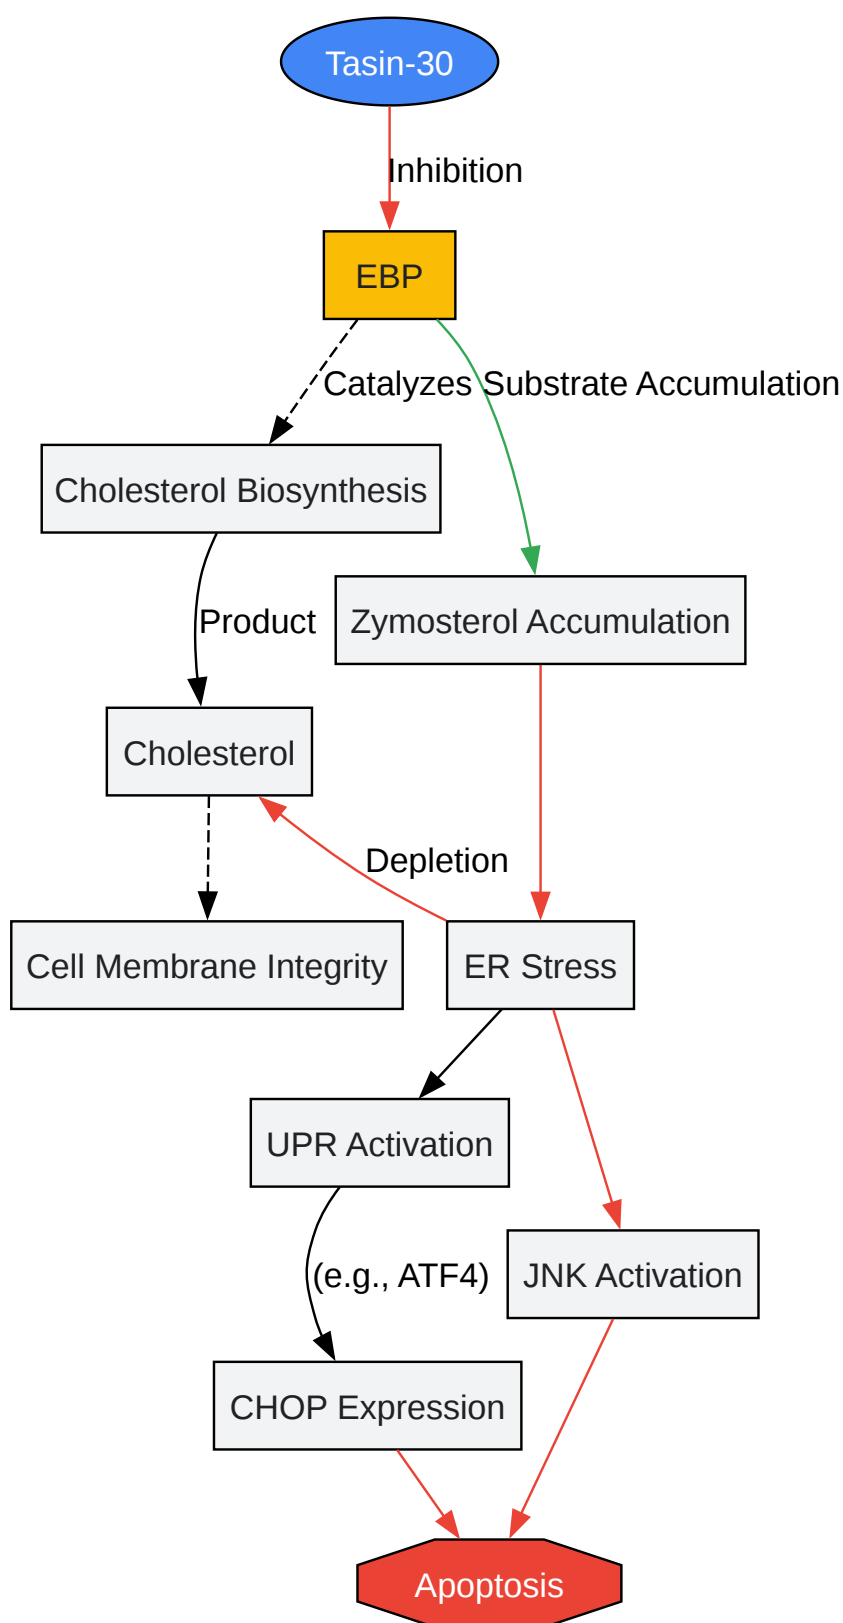 Tasin-30
Inhibition
EBP
Catalyzes
Substrate Accumulation
Cholesterol Biosynthesis
Product
Zymosterol Accumulation
Cholesterol
Depletion
Cell Membrane Integrity
ER Stress
UPR Activation
(e.g., ATF4)
JNK Activation
CHOP Expression
Apoptosis